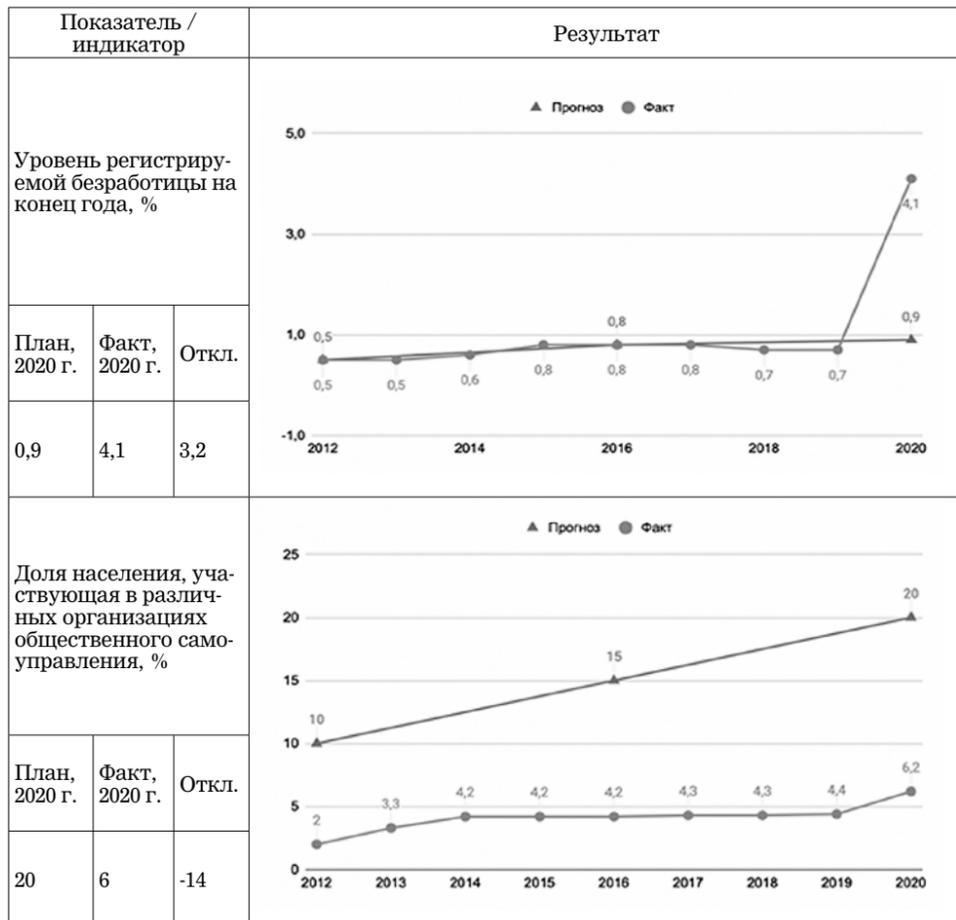 Показатель /
индикатор
Результат
Уровень регистрируе-
емой безработицы на
конец года, %
План,
2020 г.
Факт,
2020 г.
Откл.
0,9
4,1
3,2
Прогноз
Факт
5,0
3,0
1,0
-1,0
0,5
0,8
0,9
4,1
0,5
0,5
0,6
0,8
0,8
0,8
0,7
0,7
2012
2014
2016
2018
2020
Доля населения, уча-
ствующая в различ-
ных организациях
общественного само-
управления, %
План,
2020 г.
Факт,
2020 г.
Откл.
20
6
-14
Прогноз
Факт
25
20
15
10
5
0
10
15
20
2
3,3
4,2
4,2
4,2
4,3
4,3
4,4
6,2
2012
2013
2014
2015
2016
2017
2018
2019
2020